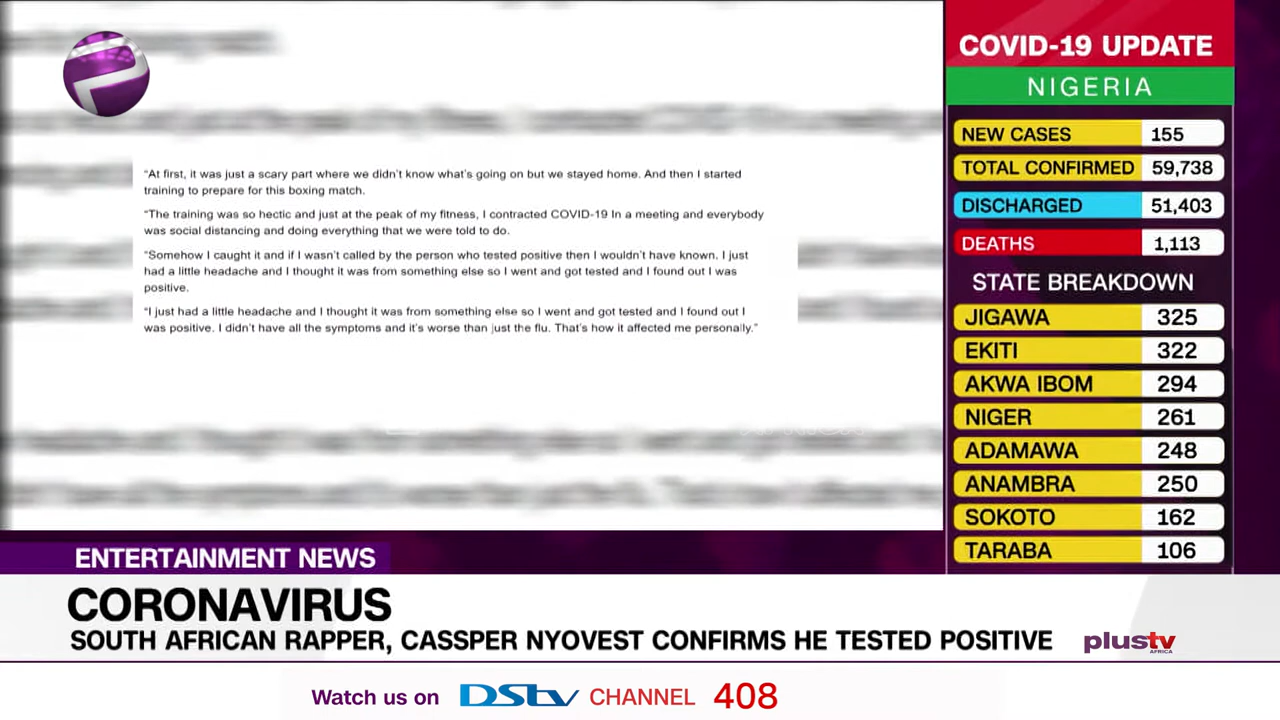 “At first, it was just a scary part where we didn’t know what’s going on but we stayed home. And then I started
training to prepare for this boxing match.
“The training was so hectic and just at the peak of my fitness, I contracted COVID-19 In a meeting and everybody
was social distancing and doing everything that we were told to do.
“Somehow I caught it and if I wasn’t called by the person who tested positive then I wouldn’t have known. I just
had a little headache and I thought it was from something else so I went and got tested and I found out I was
positive.
“I just had a little headache and I thought it was from something else so I went and got tested and I found out I
was positive. I didn’t have all the symptoms and it’s worse than just the flu. That’s how it affected me personally.”
COVID-19 UPDATE
NIGERIA
NEW CASES 155
TOTAL CONFIRMED 59,738
DISCHARGED 51,403
DEATHS 1,113
STATE BREAKDOWN
JIGAWA 325
EKITI 322
AKWA IBOM 294
NIGER 261
ADAMAWA 248
ANAMBRA 250
SOKOTO 162
TARABA 106
ENTERTAINMENT NEWS
CORONAVIRUS
SOUTH AFRICAN RAPPER, CASSPER NYOVEST CONFIRMS HE TESTED POSITIVE
plustv
AFRICA
Watch us on DStv CHANNEL 408